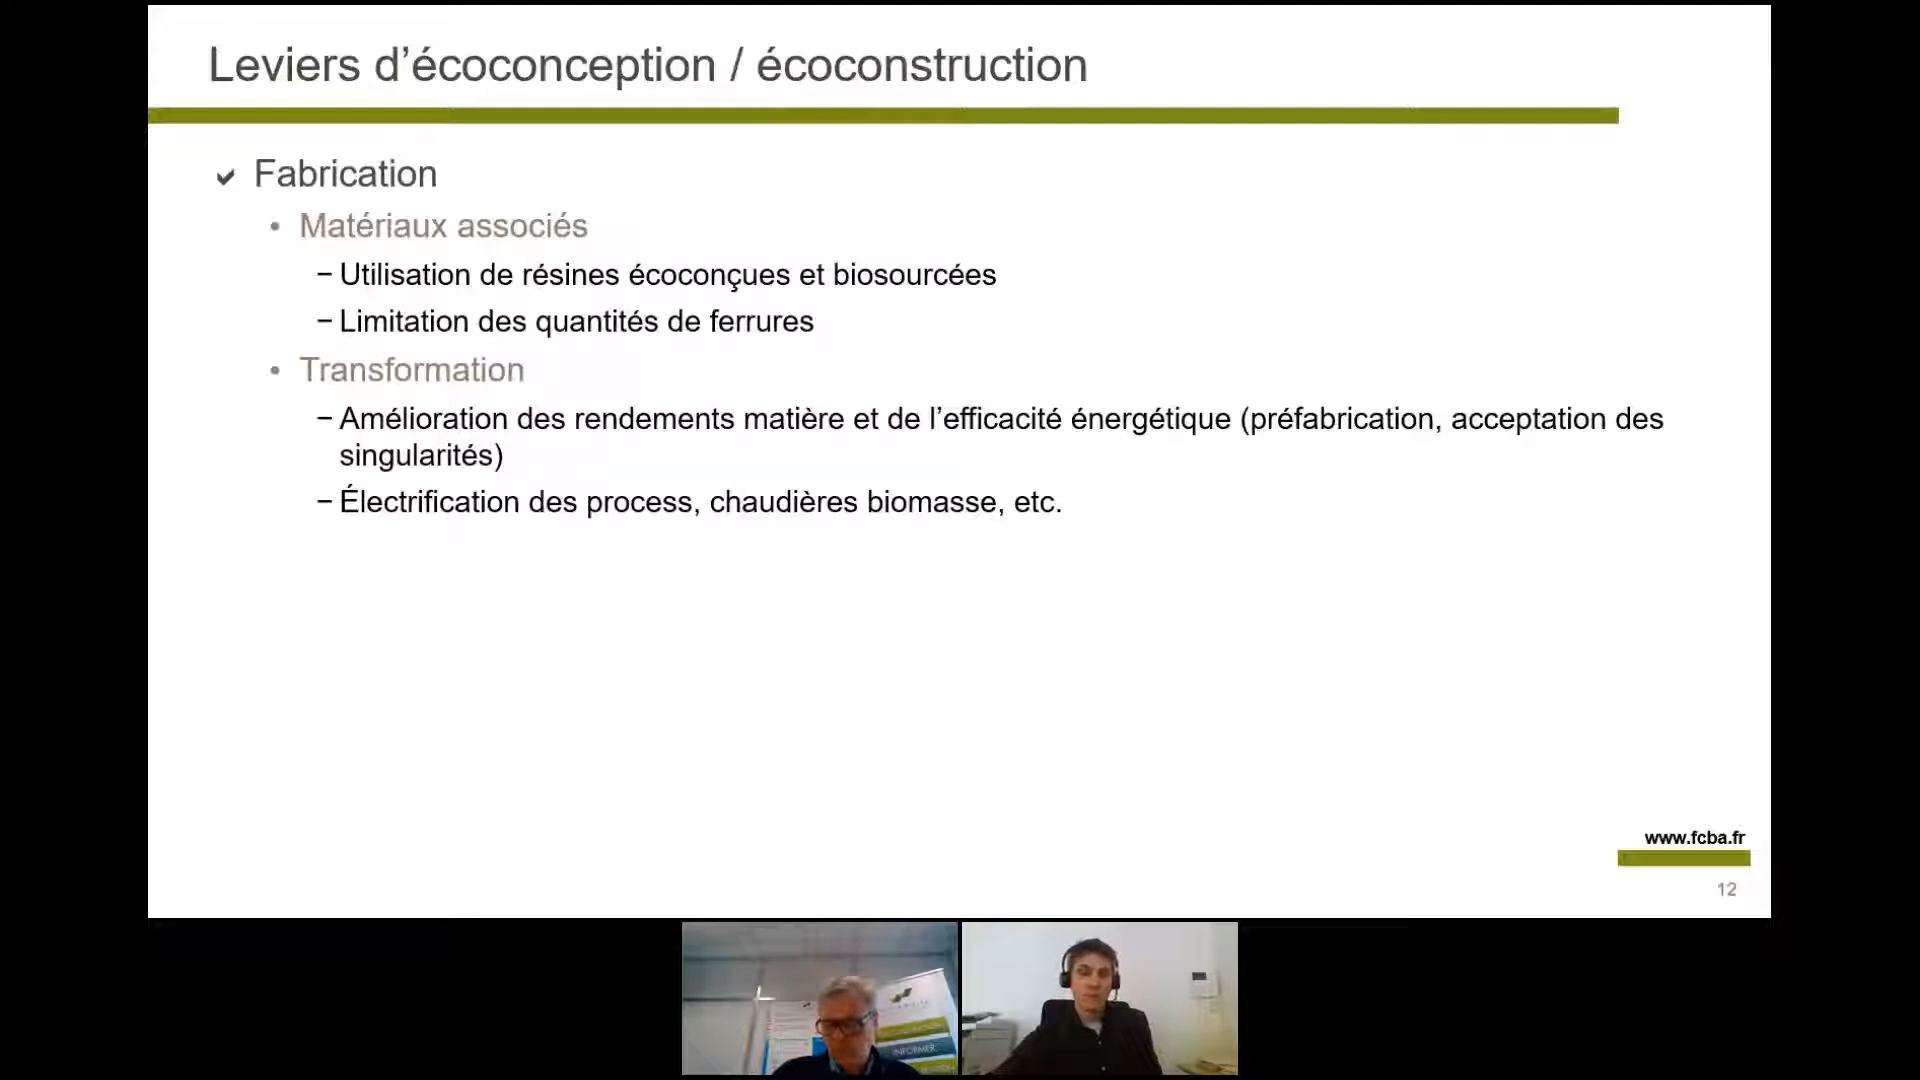 Leviers d’écoconception / écoconstruction
Fabrication
• Matériaux associés
– Utilisation de résines écoconçues et biosourcées
– Limitation des quantités de ferrures
• Transformation
– Amélioration des rendements matière et de l’efficacité énergétique (préfabrication, acceptation des
singularités)
– Électrification des process, chaudières biomasse, etc.
www.fcba.fr
12
INFORMER